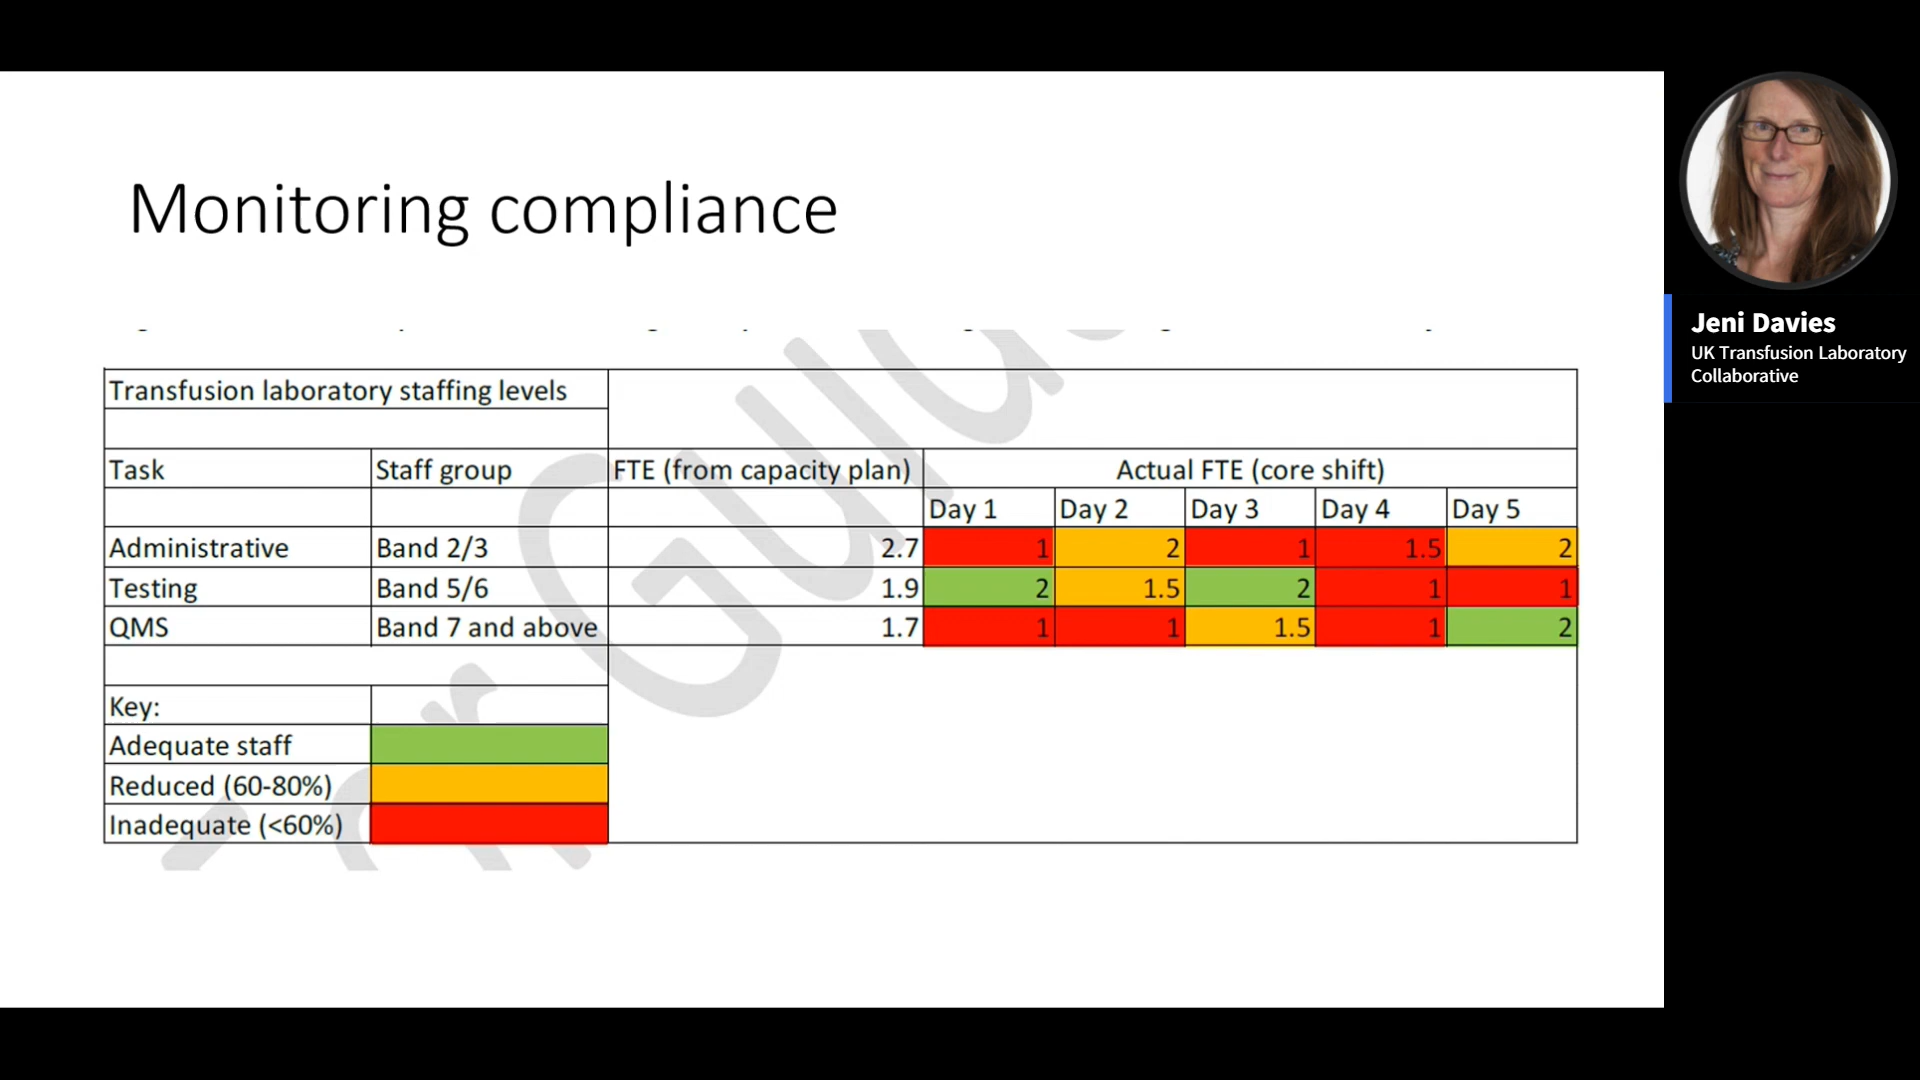 Monitoring compliance
Transfusion laboratory staffing levels
Task Staff group FTE (from capacity plan) Actual FTE (core shift)
Day 1 Day 2 Day 3 Day 4 Day 5
Administrative Band 2/3 2.7 1 2 1 1.5 2
Testing Band 5/6 1.9 2 1.5 2 1 1
QMS Band 7 and above 1.7 1 1 1.5 1 2
Key:
Adequate staff
Reduced (60-80%)
Inadequate (<60%)
Jeni Davies
UK Transfusion Laboratory
Collaborative